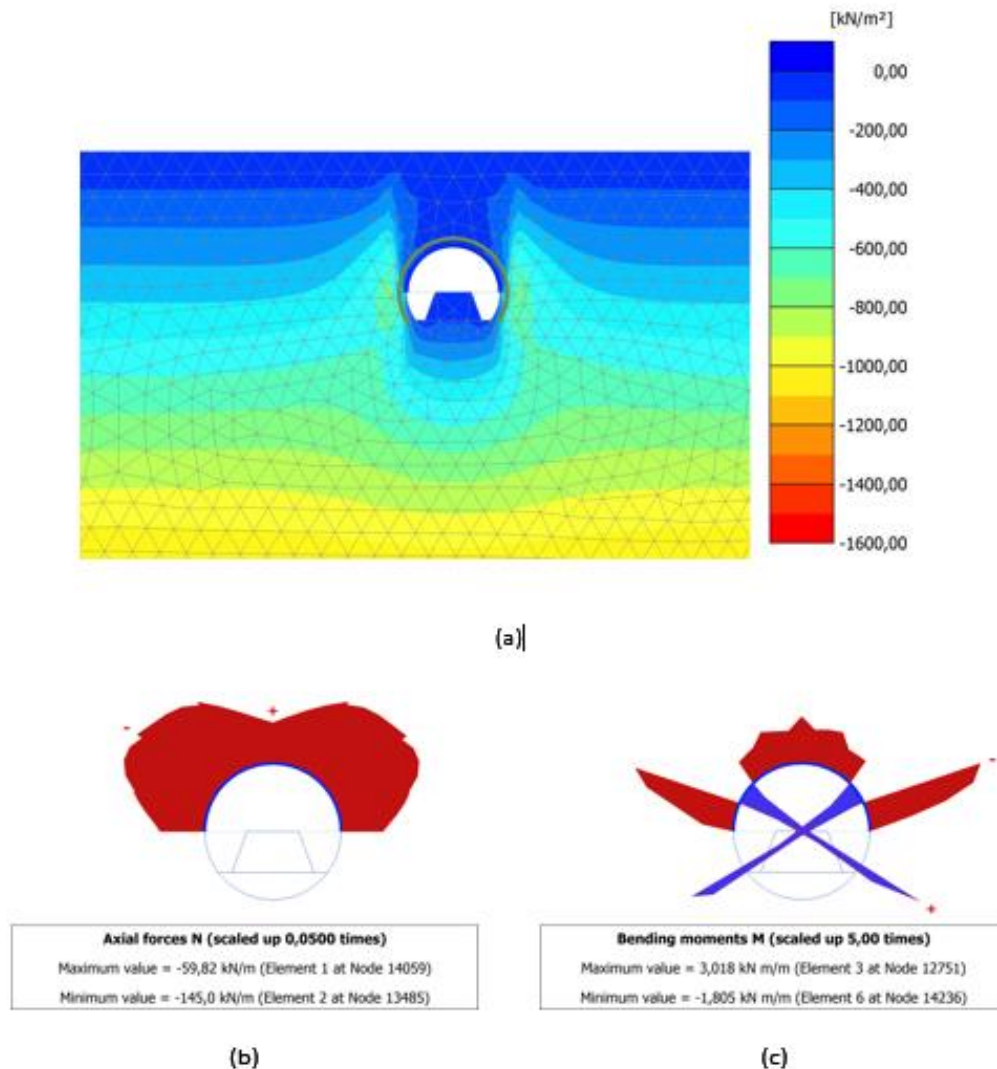 [kN/m²]
0,00
-200,00
-400,00
-600,00
-800,00
-1000,00
-1200,00
-1400,00
-1600,00
(a)
- + 
- +
Axial forces N (scaled up 0,0500 times)
Maximum value = -59,82 kN/m (Element 1 at Node 14059)
Minimum value = -145,0 kN/m (Element 2 at Node 13485)
Bending moments M (scaled up 5,00 times)
Maximum value = 3,018 kN m/m (Element 3 at Node 12751)
Minimum value = -1,805 kN m/m (Element 6 at Node 14236)
(b)
(c)